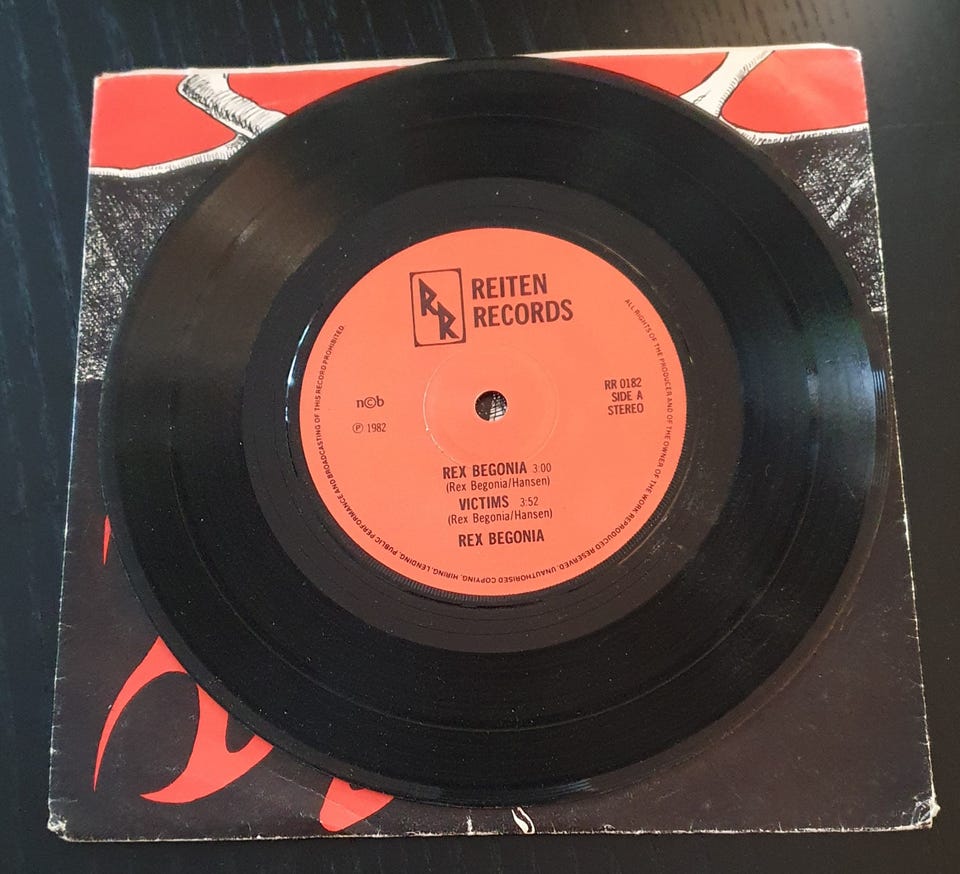 RR
REITEN
RECORDS
n©b
℗ 1982
RR 0182
SIDE A
STEREO
REX BEGONIA 3:00
(Rex Begonia/Hansen)
VICTIMS 3:52
(Rex Begonia/Hansen)
REX BEGONIA
ALL RIGHTS OF THE PRODUCER AND OF THE OWNER OF THE WORK REPRODUCED RESERVED. UNAUTHORISED COPYING, HIRING, LENDING, PUBLIC PERFORMANCE AND BROADCASTING OF THIS RECORD PROHIBITED